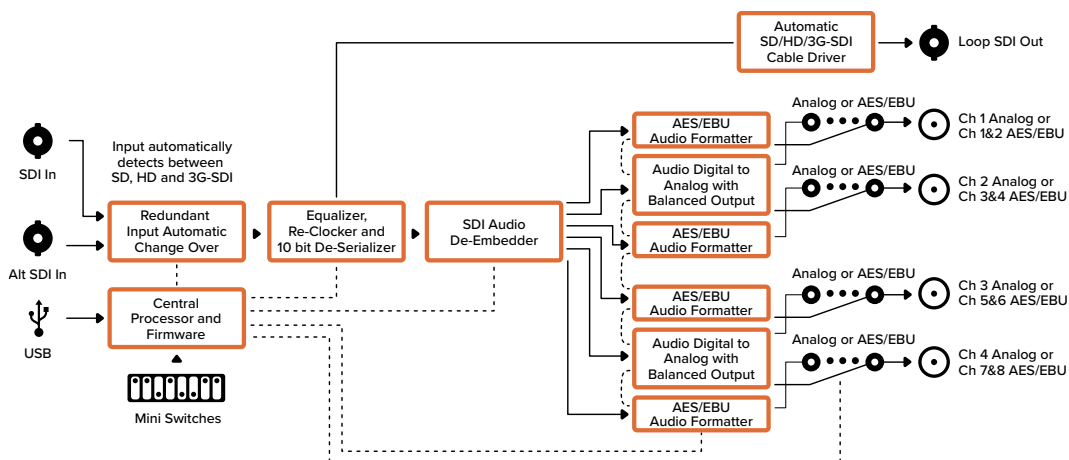 Automatic
SD/HD/3G-SDI
Cable Driver
Loop SDI Out
SDI In
Input automatically
detects between
SD, HD and 3G-SDI
Alt SDI In
Redundant
Input Automatic
Change Over
Equalizer,
Re-Clocker and
10 bit De-Serializer
SDI Audio
De-Embedder
USB
Central
Processor and
Firmware
Mini Switches
AES/EBU
Audio Formatter
Audio Digital to
Analog with
Balanced Output
AES/EBU
Audio Formatter
AES/EBU
Audio Formatter
Audio Digital to
Analog with
Balanced Output
AES/EBU
Audio Formatter
Analog or AES/EBU
Ch 1 Analog or
Ch 1&2 AES/EBU
Analog or AES/EBU
Ch 2 Analog or
Ch 3&4 AES/EBU
Analog or AES/EBU
Ch 3 Analog or
Ch 5&6 AES/EBU
Analog or AES/EBU
Ch 4 Analog or
Ch 7&8 AES/EBU